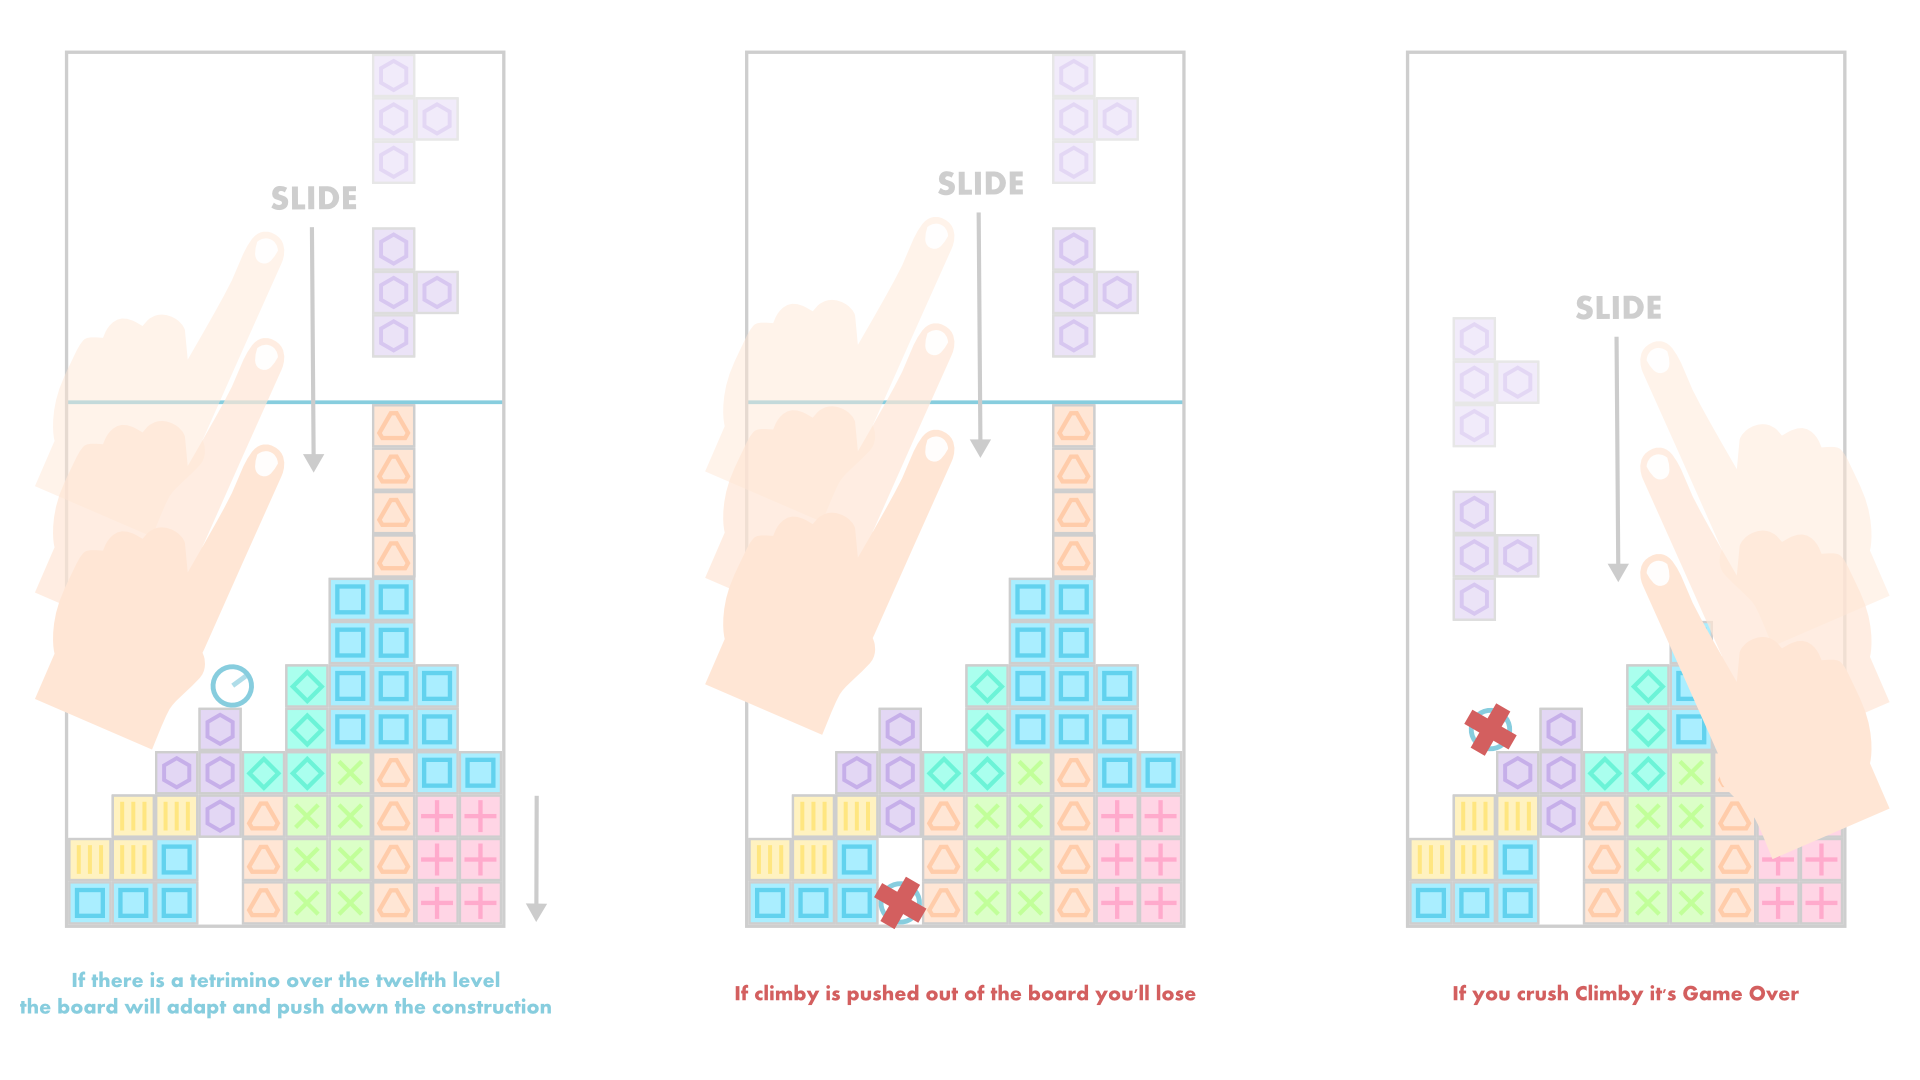 SLIDE
SLIDE
SLIDE
If there is a tetrimino over the twelfth level
the board will adapt and push down the construction
If climby is pushed out of the board you'll lose
If you crush Climby it's Game Over